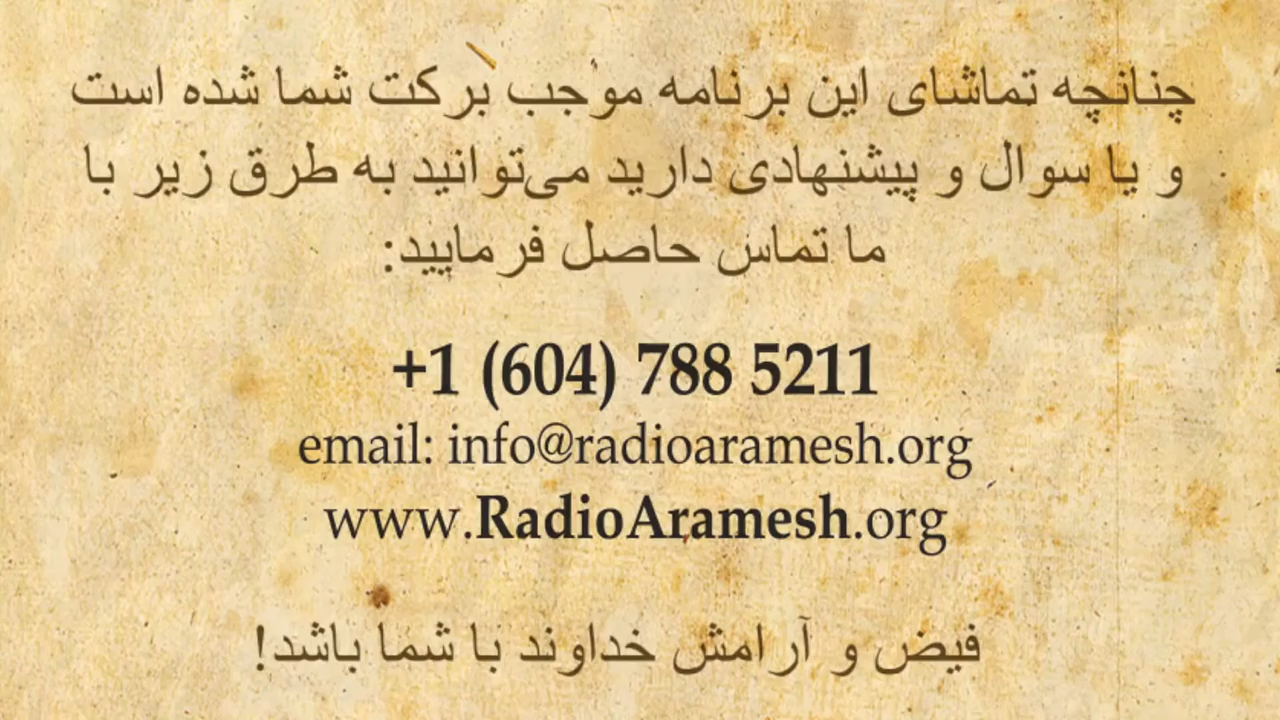 چنانچه تماشای این برنامه موجب برکت شما شده است
و یا سوال و پیشنهادی دارید می‌توانید به طرق زیر با
ما تماس حاصل فرمایید:
+1 (604) 788 5211
email: info@radioaramesh.org
www.RadioAramesh.org
فیض و آرامش خداوند با شما باشد!